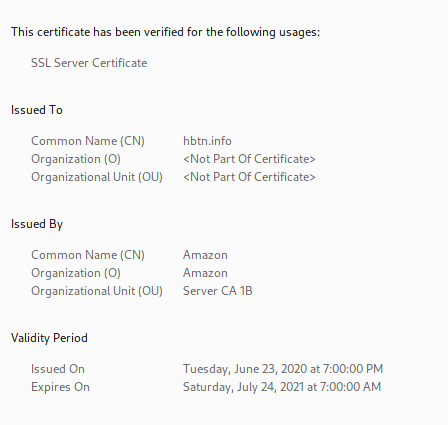 This certificate has been verified for the following usages:
SSL Server Certificate
Issued To
Common Name (CN) hbtn.info
Organization (O) <Not Part Of Certificate>
Organizational Unit (OU) <Not Part Of Certificate>
Issued By
Common Name (CN) Amazon
Organization (O) Amazon
Organizational Unit (OU) Server CA 1B
Validity Period
Issued On Tuesday, June 23, 2020 at 7:00:00 PM
Expires On Saturday, July 24, 2021 at 7:00:00 AM